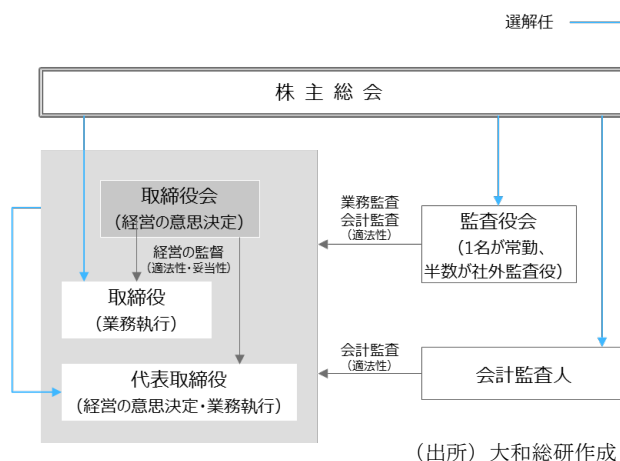 選解任
株主総会
取締役会
(経営の意思決定)
経営の監督
(適法性・妥当性)
取締役
(業務執行)
代表取締役
(経営の意思決定・業務執行)
業務監査
会計監査
(適法性)
監査役会
(1名が常勤、
半数が社外監査役)
会計監査
(適法性)
会計監査人
(出所)大和総研作成